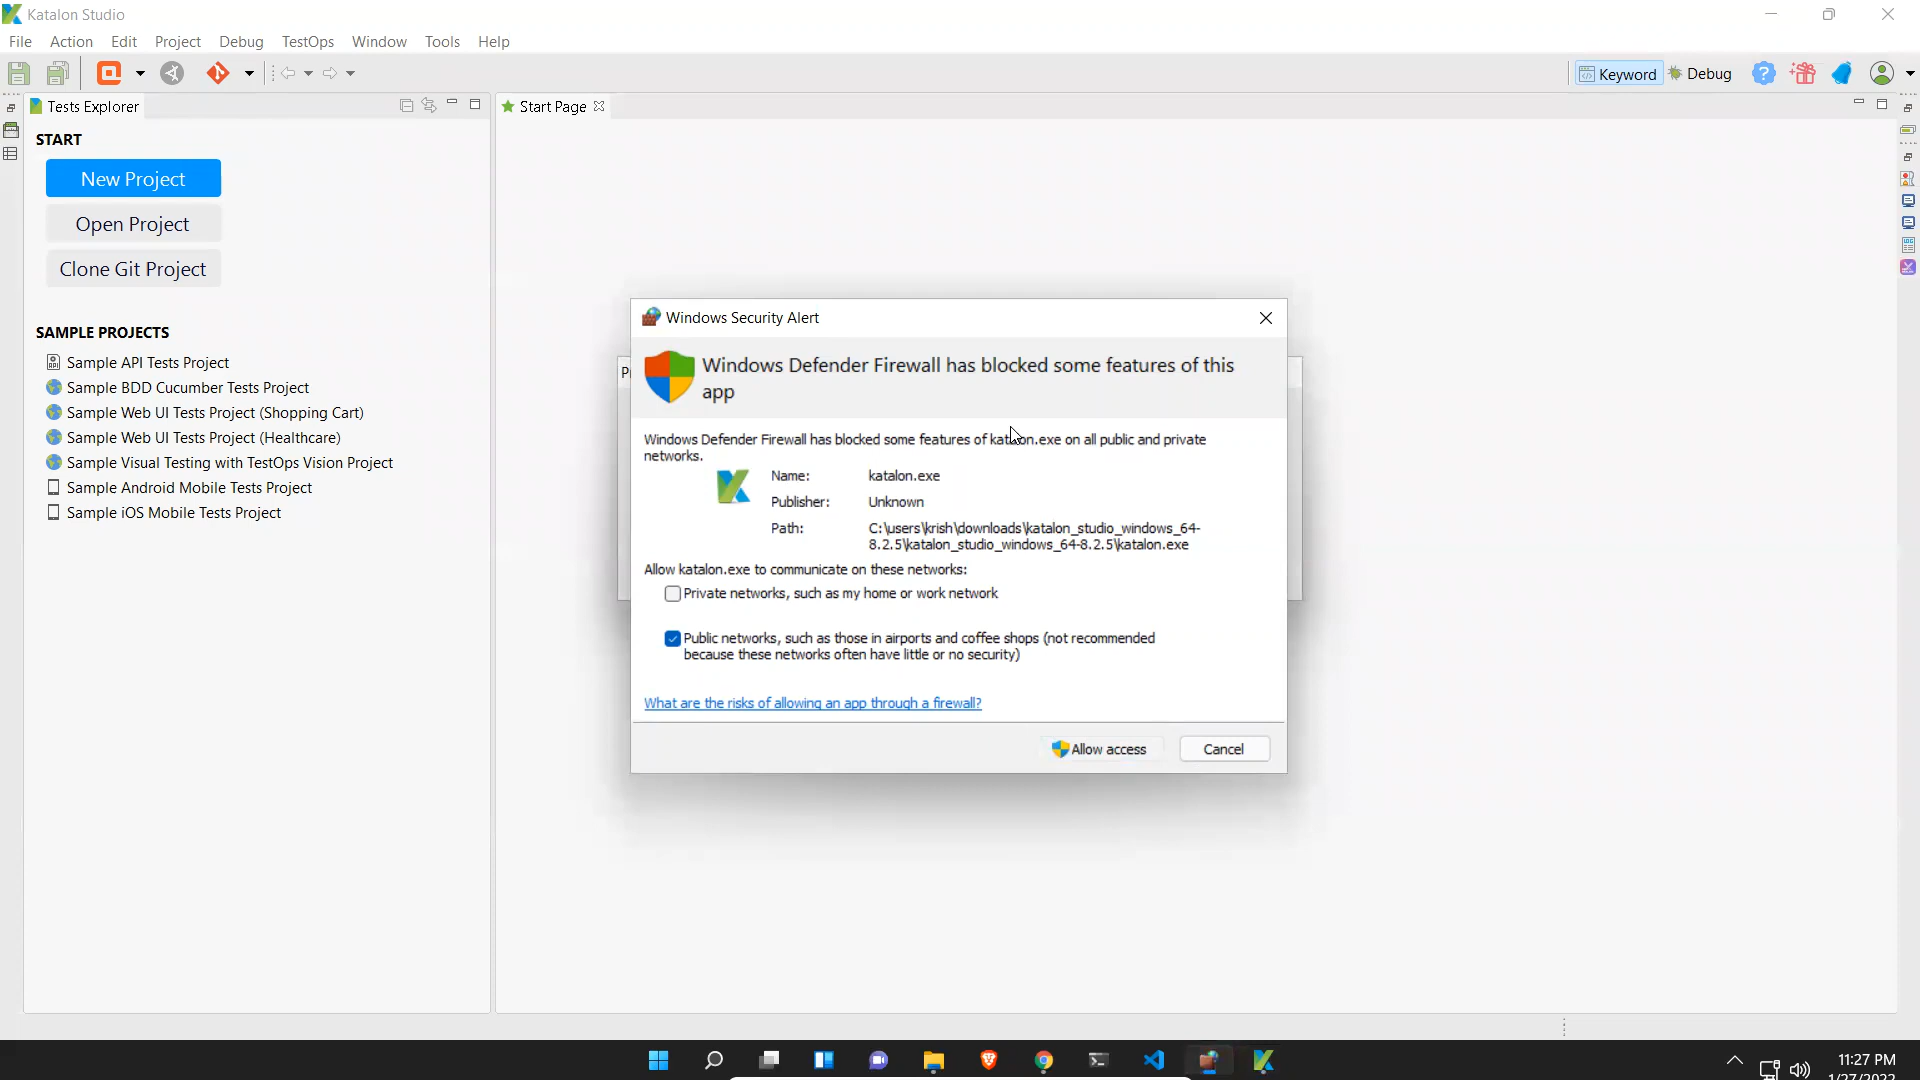 Katalon Studio
File Action Edit Project Debug TestOps Window Tools Help
Keyword Debug
Tests Explorer
Start Page
START
New Project
Open Project
Clone Git Project
SAMPLE PROJECTS
Sample API Tests Project
Sample BDD Cucumber Tests Project
Sample Web UI Tests Project (Shopping Cart)
Sample Web UI Tests Project (Healthcare)
Sample Visual Testing with TestOps Vision Project
Sample Android Mobile Tests Project
Sample iOS Mobile Tests Project
Windows Security Alert
Windows Defender Firewall has blocked some features of this
app
Windows Defender Firewall has blocked some features of katalon.exe on all public and private
networks.
Name: katalon.exe
Publisher: Unknown
Path: C:\users\krish\downloads\katalon_studio_windows_64-
8.2.5\katalon_studio_windows_64-8.2.5\katalon.exe
Allow katalon.exe to communicate on these networks:
Private networks, such as my home or work network
Public networks, such as those in airports and coffee shops (not recommended
because these networks often have little or no security)
What are the risks of allowing an app through a firewall?
Allow access
Cancel
11:27 PM
1/27/2022